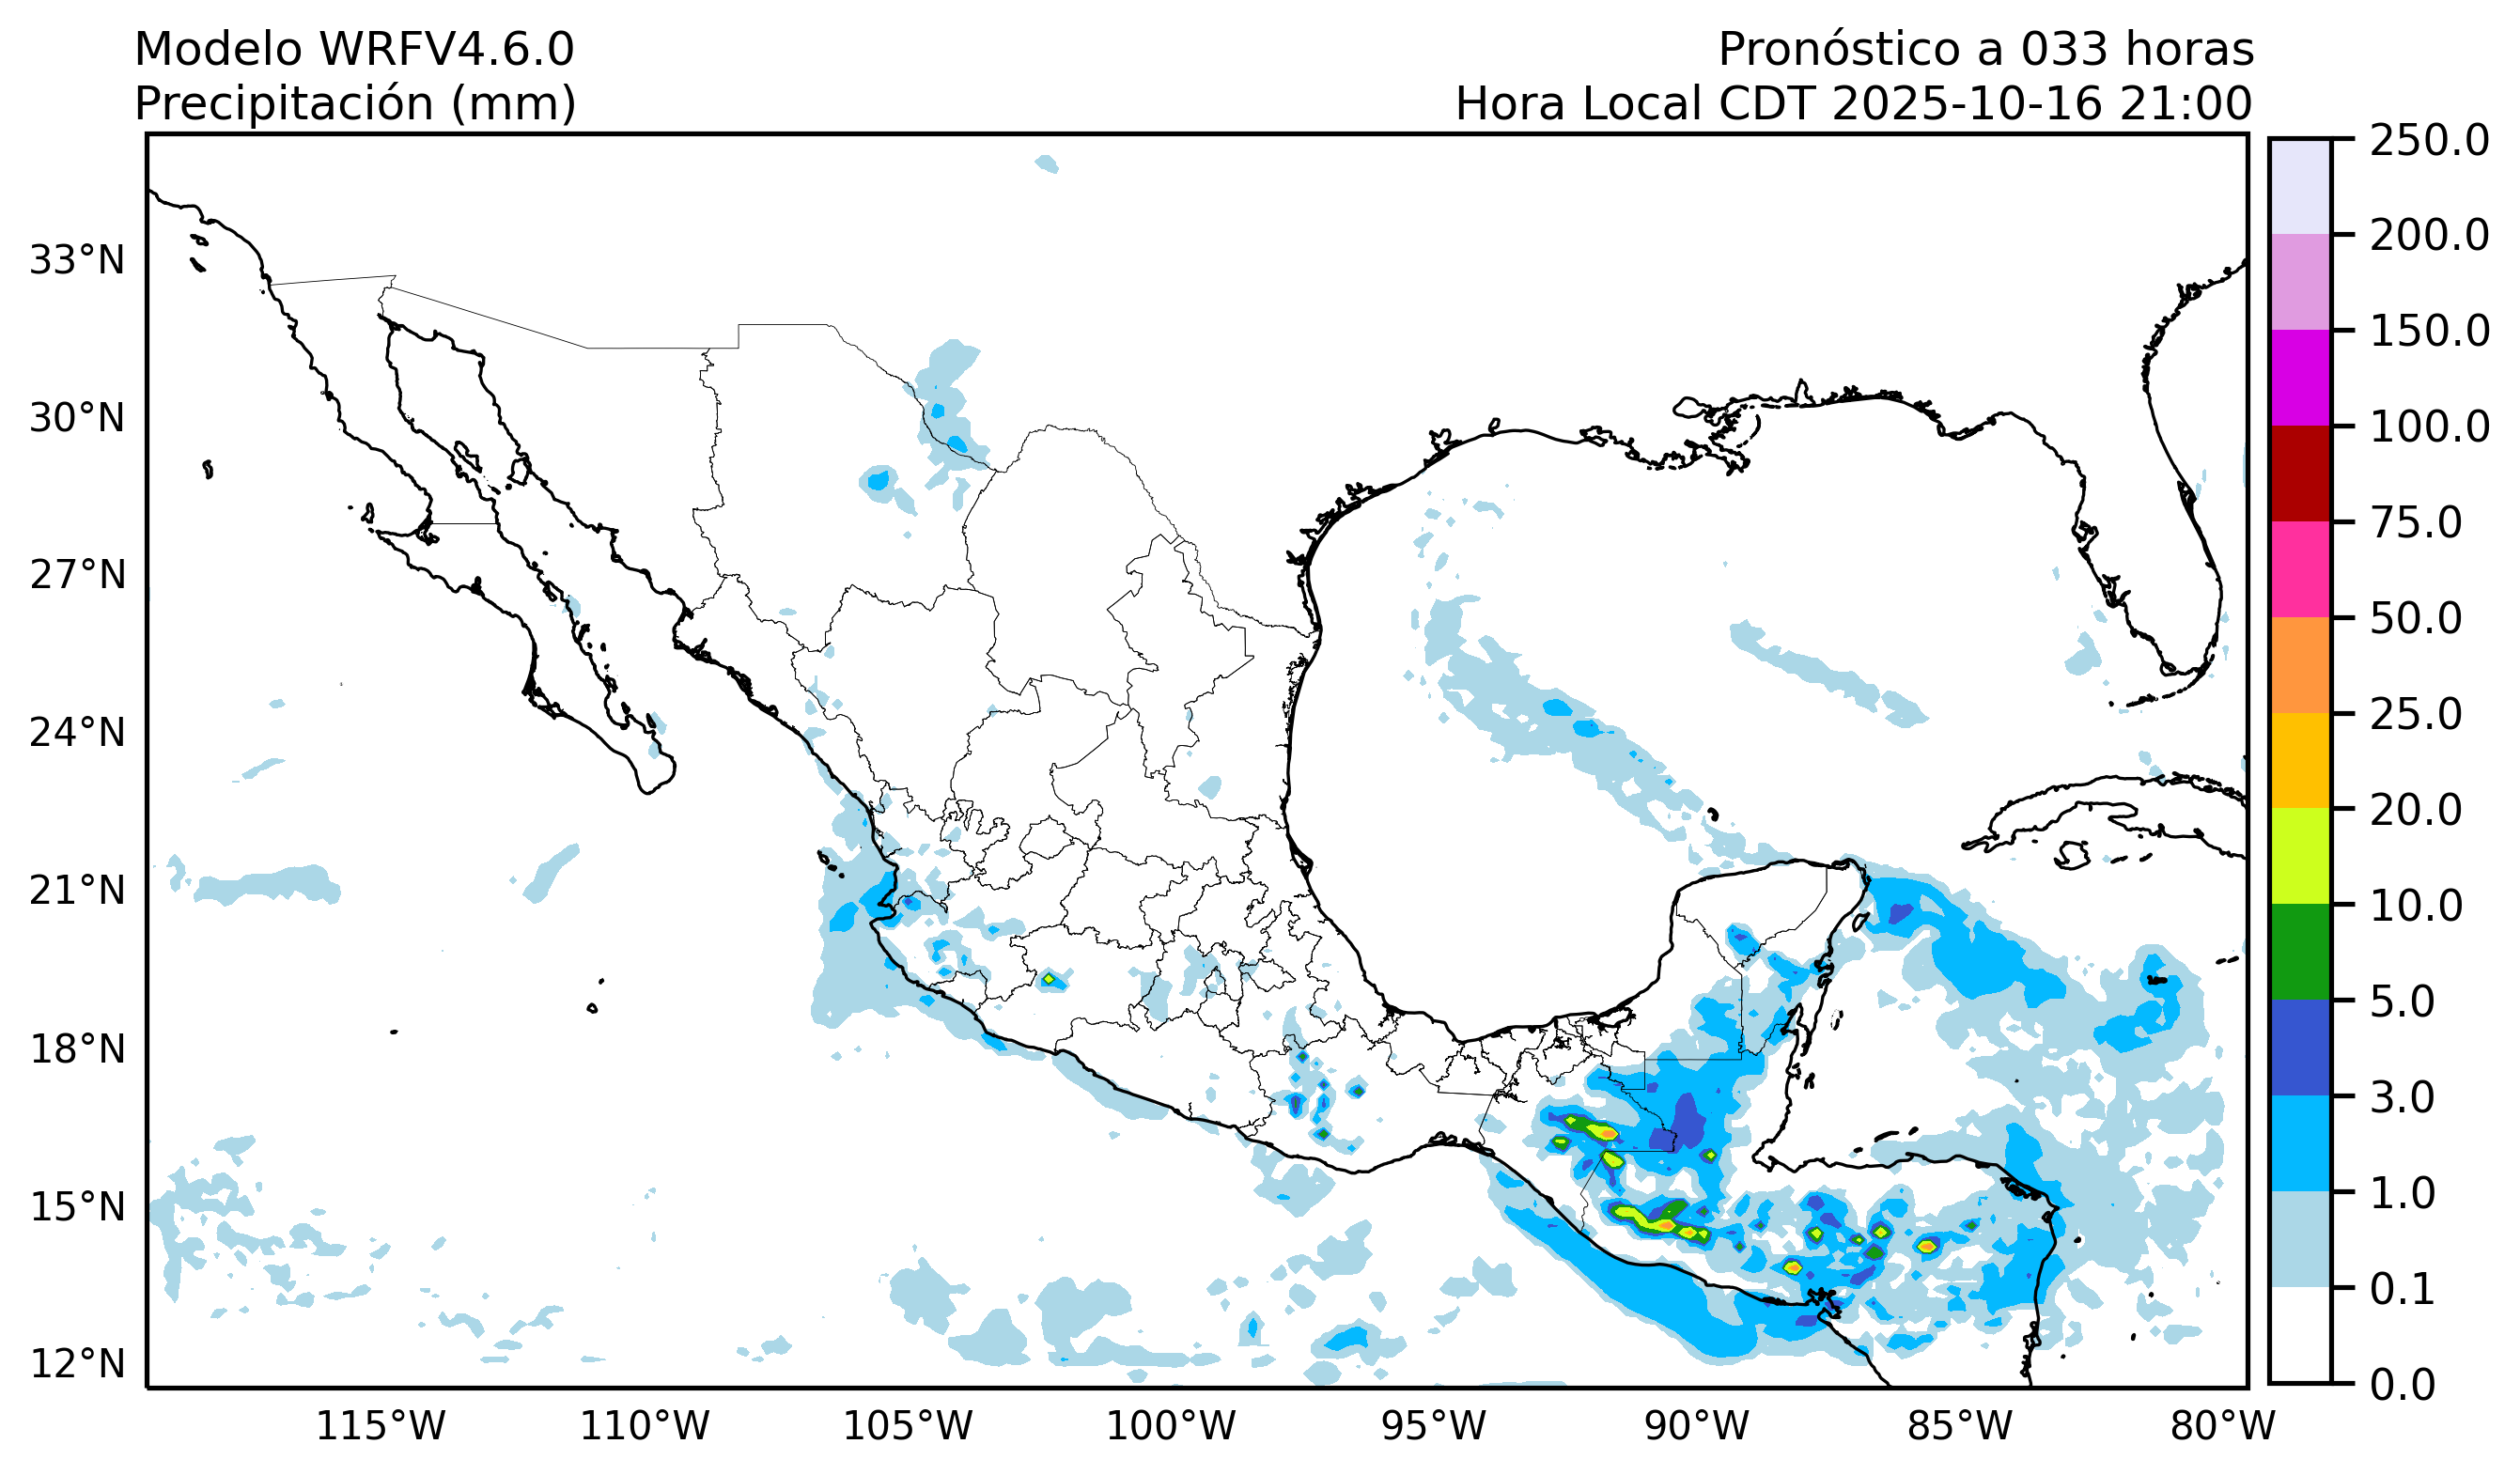 Modelo WRFV4.6.0
Precipitación (mm)
Pronóstico a 033 horas
Hora Local CDT 2025-10-16 21:00
33°N
30°N
27°N
24°N
21°N
18°N
15°N
12°N
115°W
110°W
105°W
100°W
95°W
90°W
85°W
80°W
250.0
200.0
150.0
100.0
75.0
50.0
25.0
20.0
10.0
5.0
3.0
1.0
0.1
0.0